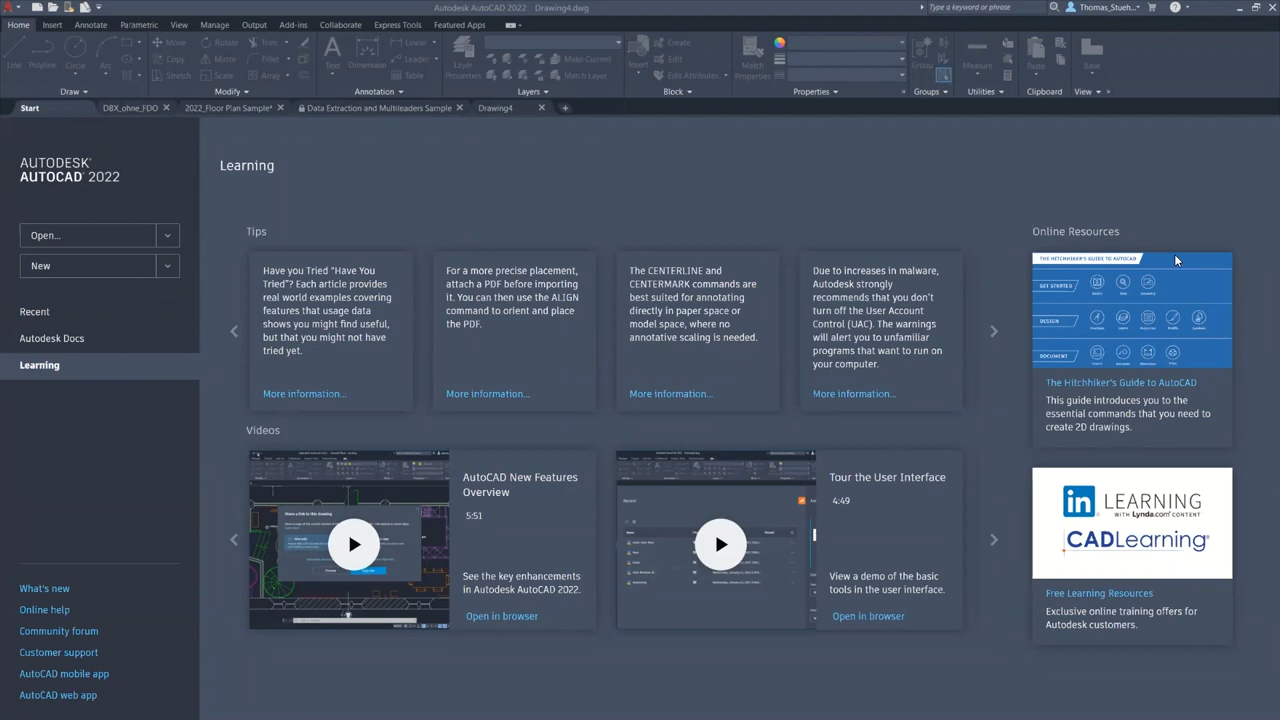 Autodesk AutoCAD 2022 Drawing4.dwg
Type a keyword or phrase
Thomas_Stueh...
Home Insert Annotate Parametric View Manage Output Add-ins Collaborate Express Tools Featured Apps
Line Polyline Circle Arc
Move Rotate Trim
Copy Mirror Fillet
Stretch Scale Array
Text Dimension
Linear
Leader
Table
Layer
Properties
Make Current
Match Layer
Insert
Create
Edit
Edit Attributes
Match
Properties
Group
Measure
Paste
Base
Draw Modify Annotation Layers Block Properties Groups Utilities Clipboard View
Start DBX_ohne_FDO 2022_Floor Plan Sample* Data Extraction and Multileaders Sample Drawing4
AUTODESK®
AUTOCAD® 2022
Open...
New
Recent
Autodesk Docs
Learning
What's new
Online help
Community forum
Customer support
AutoCAD mobile app
AutoCAD web app
Learning
Tips
Have you Tried "Have You
Tried"? Each article provides
real world examples covering
features that usage data
shows you might find useful,
but that you might not have
tried yet.
More information...
For a more precise placement,
attach a PDF before importing
it. You can then use the ALIGN
command to orient and place
the PDF.
More information...
The CENTERLINE and
CENTERMARK commands are
best suited for annotating
directly in paper space or
model space, where no
annotative scaling is needed.
More information...
Due to increases in malware,
Autodesk strongly
recommends that you don't
turn off the User Account
Control (UAC). The warnings
will alert you to unfamiliar
programs that want to run on
your computer.
More information...
Videos
Share a link to this drawing
AutoCAD New Features
Overview
5:51
See the key enhancements
in Autodesk AutoCAD 2022.
Open in browser
Recent
Tour the User Interface
4:49
View a demo of the basic
tools in the user interface.
Open in browser
Online Resources
THE HITCHHIKER'S GUIDE TO AUTOCAD
GET STARTED
DESIGN
DOCUMENT
The Hitchhiker's Guide to AutoCAD
This guide introduces you to the
essential commands that you need to
create 2D drawings.
in LEARNING
WITH Lynda.com® CONTENT
CADLearning®
Free Learning Resources
Exclusive online training offers for
Autodesk customers.